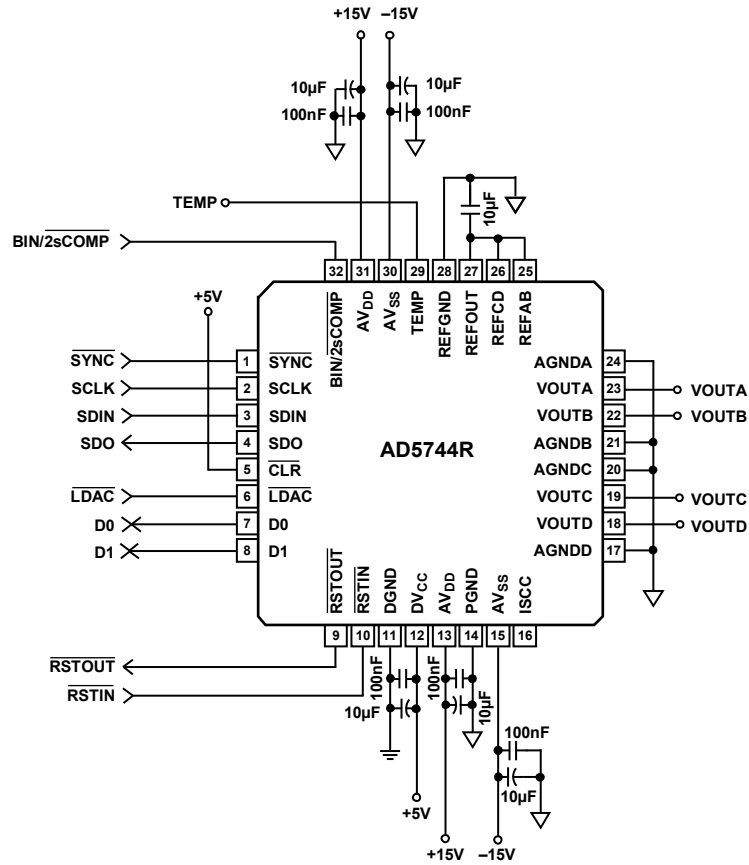 +15V –15V
10µF
10µF
100nF
100nF
TEMP
10µF
BIN/2sCOMP
+5V
32 31 30 29 28 27 26 25
BIN/2sCOMP
AVDD
AVSS
TEMP
REFGND
REFOUT
REFCD
REFAB
SYNC 1 SYNC
SCLK 2 SCLK
SDIN 3 SDIN
SDO 4 SDO
5 CLR
LDAC 6 LDAC
D0 7 D0
D1 8 D1
AD5744R
AGNDA 24
VOUTA 23 VOUTA
VOUTB 22 VOUTB
AGNDB 21
AGNDC 20
VOUTC 19 VOUTC
VOUTD 18 VOUTD
AGNDD 17
RSTOUT
RSTIN
DGND
DVCC
AVDD
PGND
AVSS
ISCC
9 10 11 12 13 14 15 16
RSTOUT
RSTIN
100nF
10µF
100nF
10µF
100nF
10µF
+5V
+15V –15V